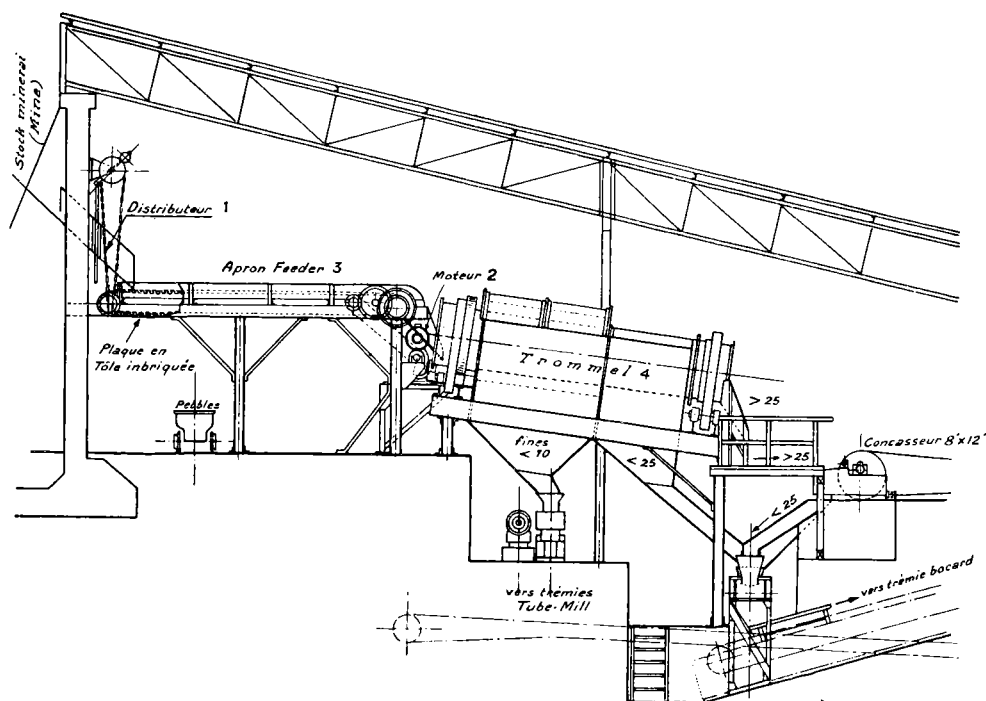 Stock minerai
(Mine)
Distributeur 1
Apron Feeder 3
Moteur 2
Plaque en
Tôle inbriquée
Pebbles
Trommel 4
> 25
fines
< 10
< 25
> 25
Concasseur 8"x12"
< 25
vers trémies
Tube-Mill
vers trémie bocard